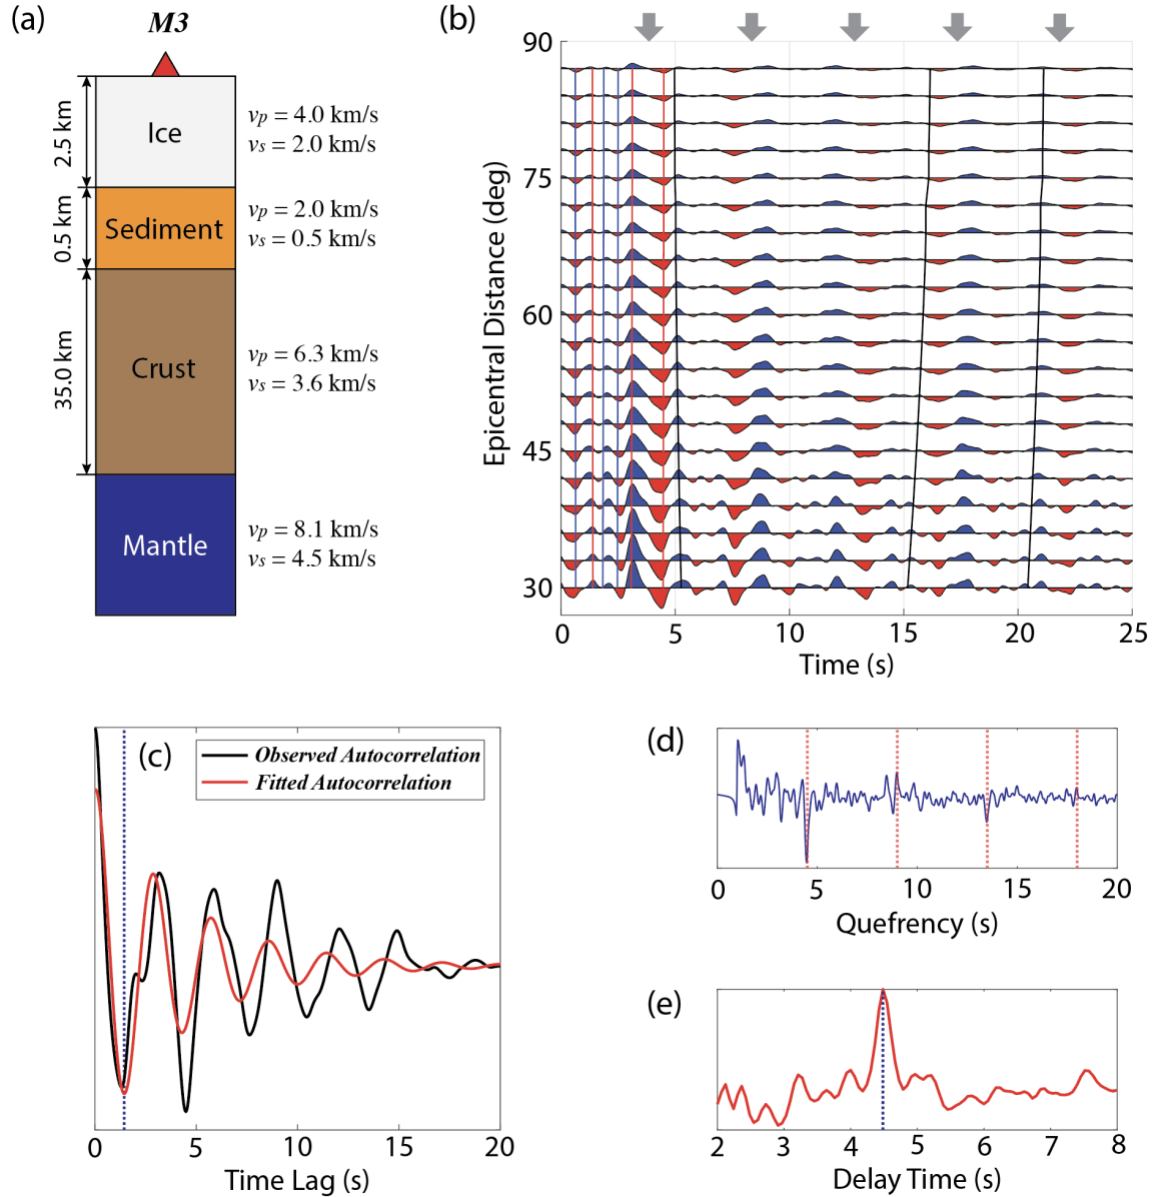 (a)
M3
2.5 km
Ice
vp = 4.0 km/s
vs = 2.0 km/s
0.5 km
Sediment
vp = 2.0 km/s
vs = 0.5 km/s
35.0 km
Crust
vp = 6.3 km/s
vs = 3.6 km/s
Mantle
vp = 8.1 km/s
vs = 4.5 km/s
(b)
Epicentral Distance (deg)
90
75
60
45
30
0 5 10 15 20 25
Time (s)
(c)
Observed Autocorrelation
Fitted Autocorrelation
0 5 10 15 20
Time Lag (s)
(d)
0 5 10 15 20
Quefrency (s)
(e)
2 3 4 5 6 7 8
Delay Time (s)